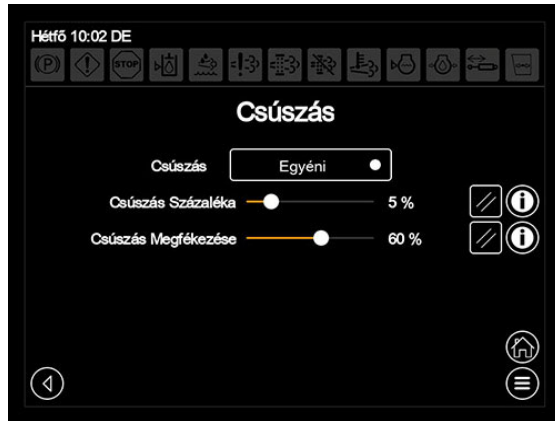 Hétfő 10:02 DE
(P)
STOP
Csúszás
Csúszás Egyéni
Csúszás Százaléka 5 %
Csúszás Megfékezése 60 %